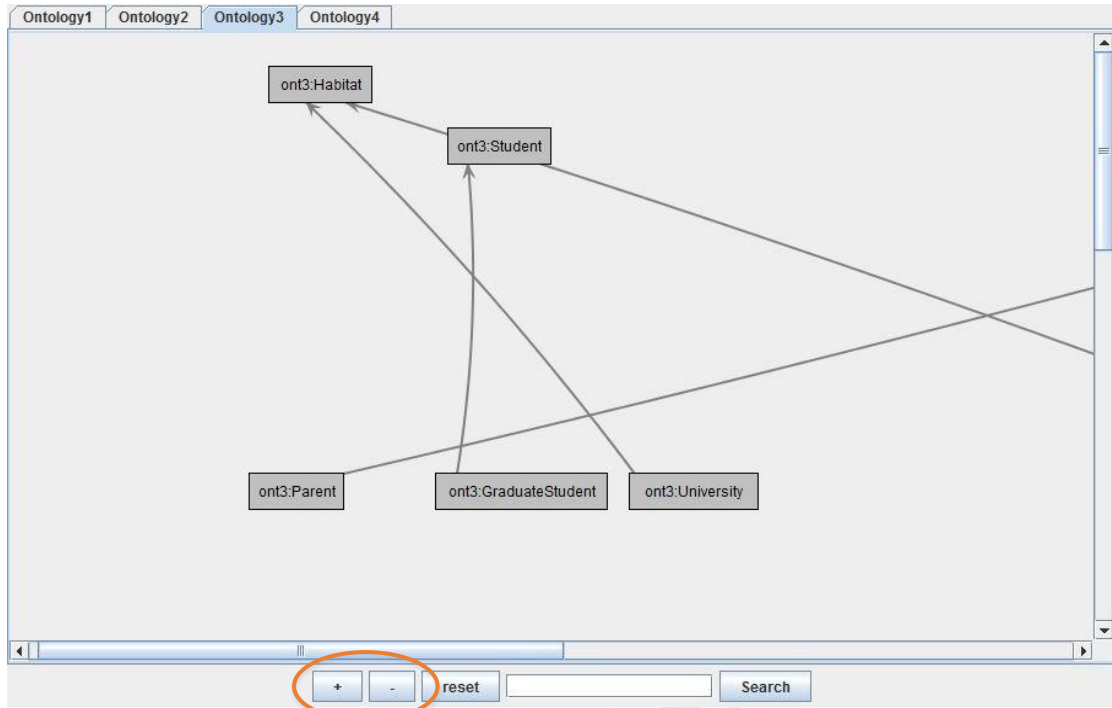 Ontology1 Ontology2 Ontology3 Ontology4
ont3:Habitat
ont3:Student
ont3:Parent ont3:GraduateStudent ont3:University
+ - reset Search